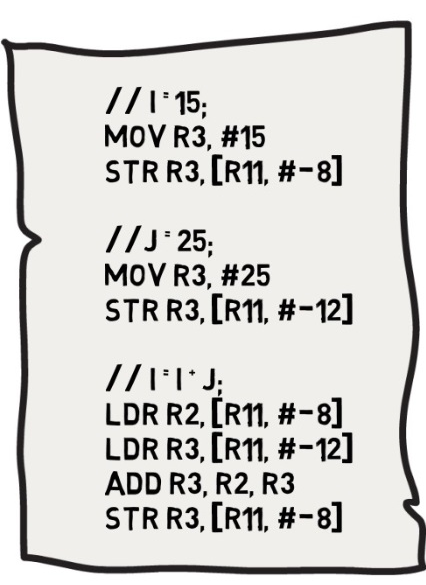 //I=15;
MOV R3, #15
STR R3, [R11, #-8]
//J=25;
MOV R3, #25
STR R3, [R11, #-12]
//I=I+J;
LDR R2, [R11, #-8]
LDR R3, [R11, #-12]
ADD R3, R2, R3
STR R3, [R11, #-8]